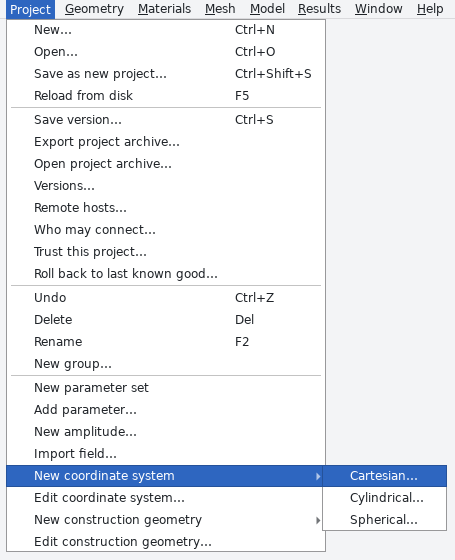 Project Geometry Materials Mesh Model Results Window Help
New... Ctrl+N
Open... Ctrl+O
Save as new project... Ctrl+Shift+S
Reload from disk F5
Save version... Ctrl+S
Export project archive...
Open project archive...
Versions...
Remote hosts...
Who may connect...
Trust this project...
Roll back to last known good...
Undo Ctrl+Z
Delete Del
Rename F2
New group...
New parameter set
Add parameter...
New amplitude...
Import field...
New coordinate system Cartesian...
Edit coordinate system... Cylindrical...
New construction geometry Spherical...
Edit construction geometry...